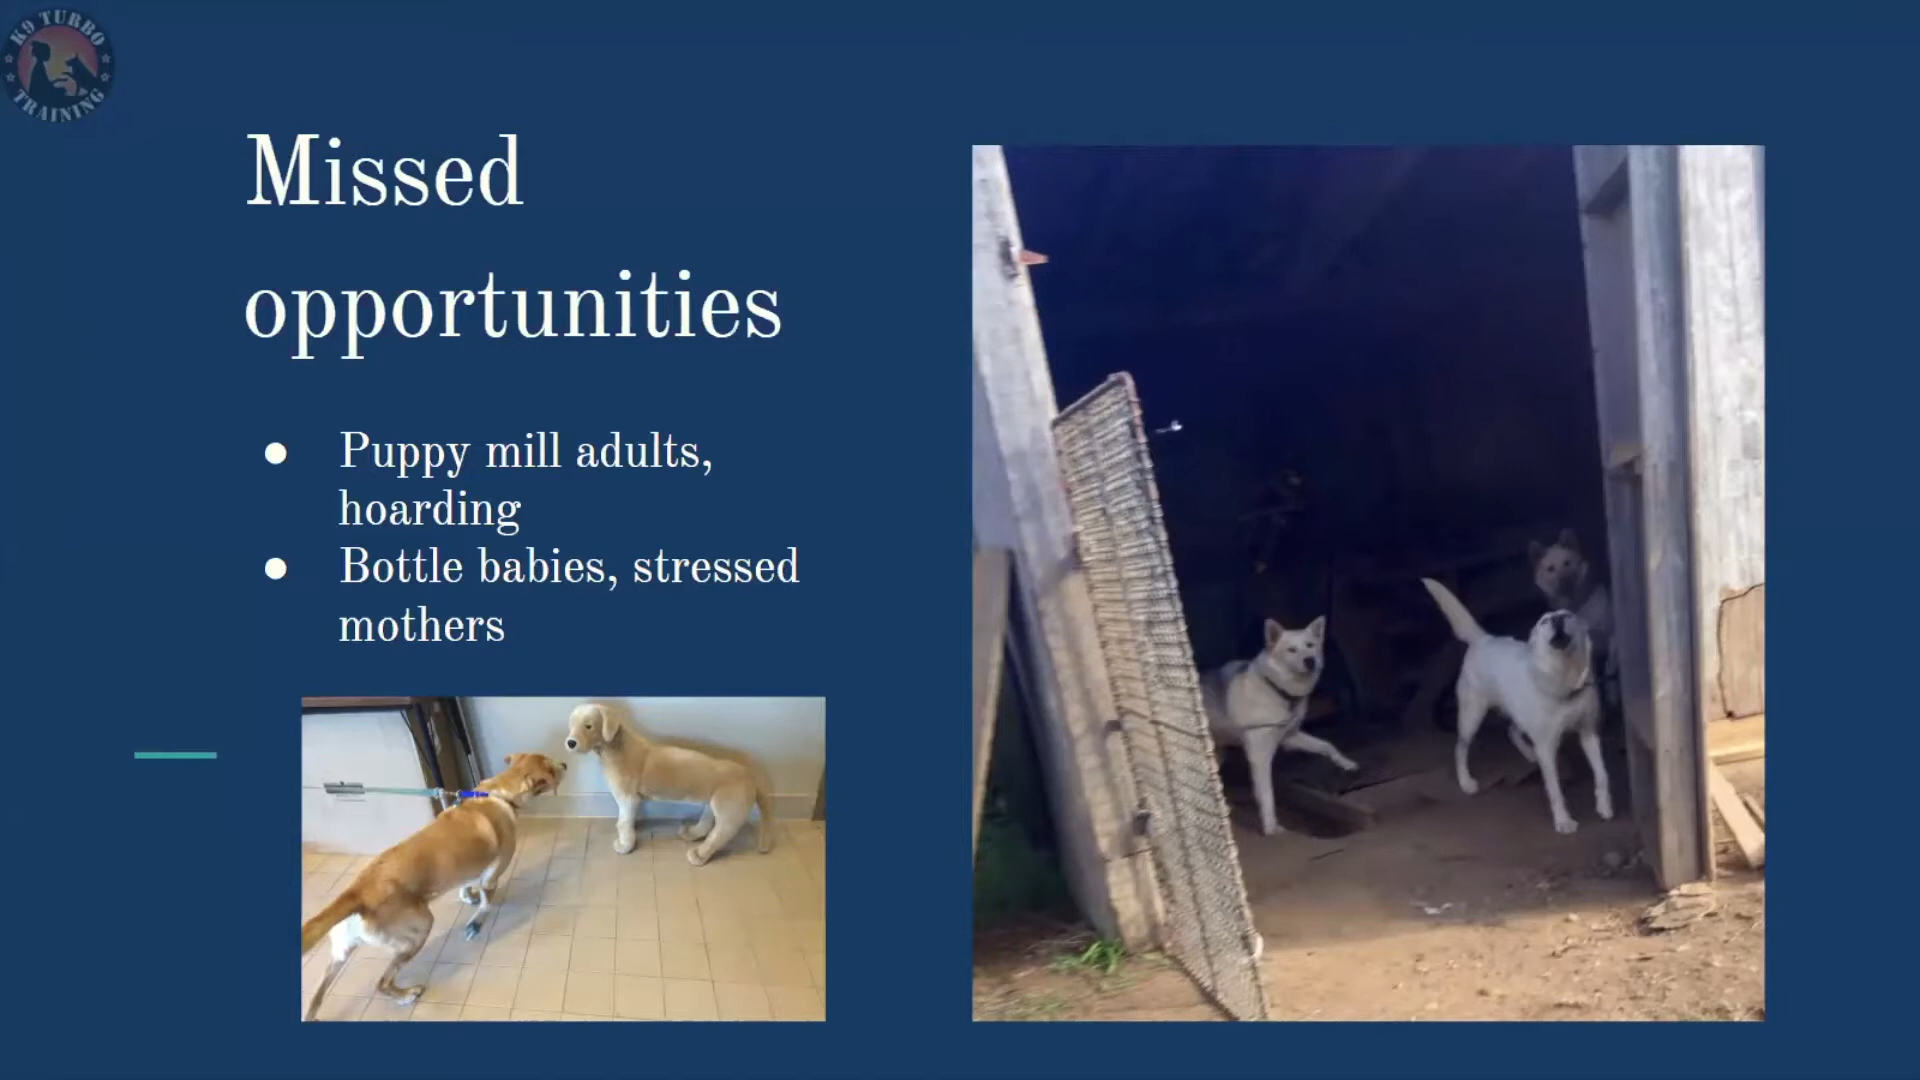 K9 TURBO
TRAINING
Missed
opportunities
● Puppy mill adults,
hoarding
● Bottle babies, stressed
mothers